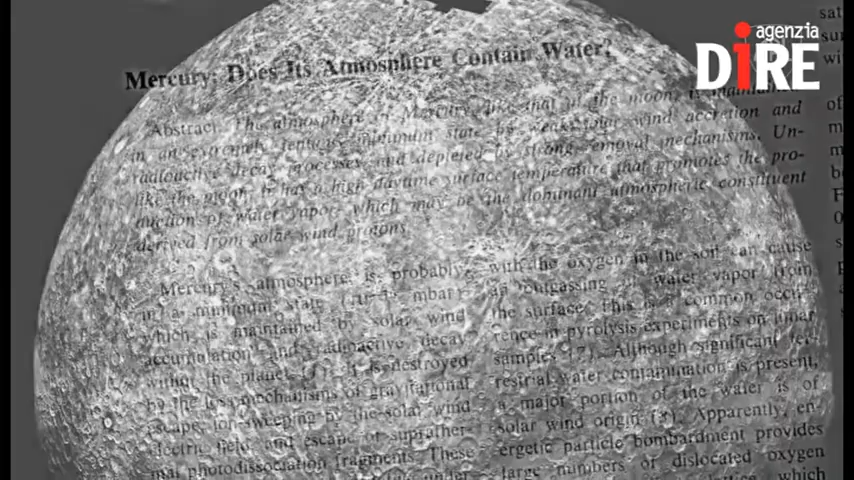 agenzia
DiRE
Mercury: Does Its Atmosphere Contain Water?
Abstract. The atmosphere of Mercury, like that of the moon, is maintained
in an extremely tenuous minimum state by weak solar wind accretion and
radioactive decay processes and depleted by strong removal mechanisms. Un-
like the moon, it has a high daytime surface temperature that promotes the pro-
duction of water vapor, which may be the dominant atmospheric constituent
derived from solar wind protons.
Mercury's atmosphere is probably
in a minimum state mbar)
which is maintained by solar wind
accumulation and radioactive decay
within the planet It is destroyed
by the loss mechanisms of gravitational
escape, ion sweeping by the solar wind
electric field, and escape of suprather-
mal photodissociation fragments. These
with the oxygen in the soil can cause
an outgassing of water vapor from
the surface. This is a common occur-
rence in pyrolysis experiments on lunar
samples (7). Although significant ter-
restrial water contamination is present,
a major portion of the water is of
solar wind origin (8). Apparently, en-
ergetic particle bombardment provides
large numbers of dislocated oxygen
lattice, which